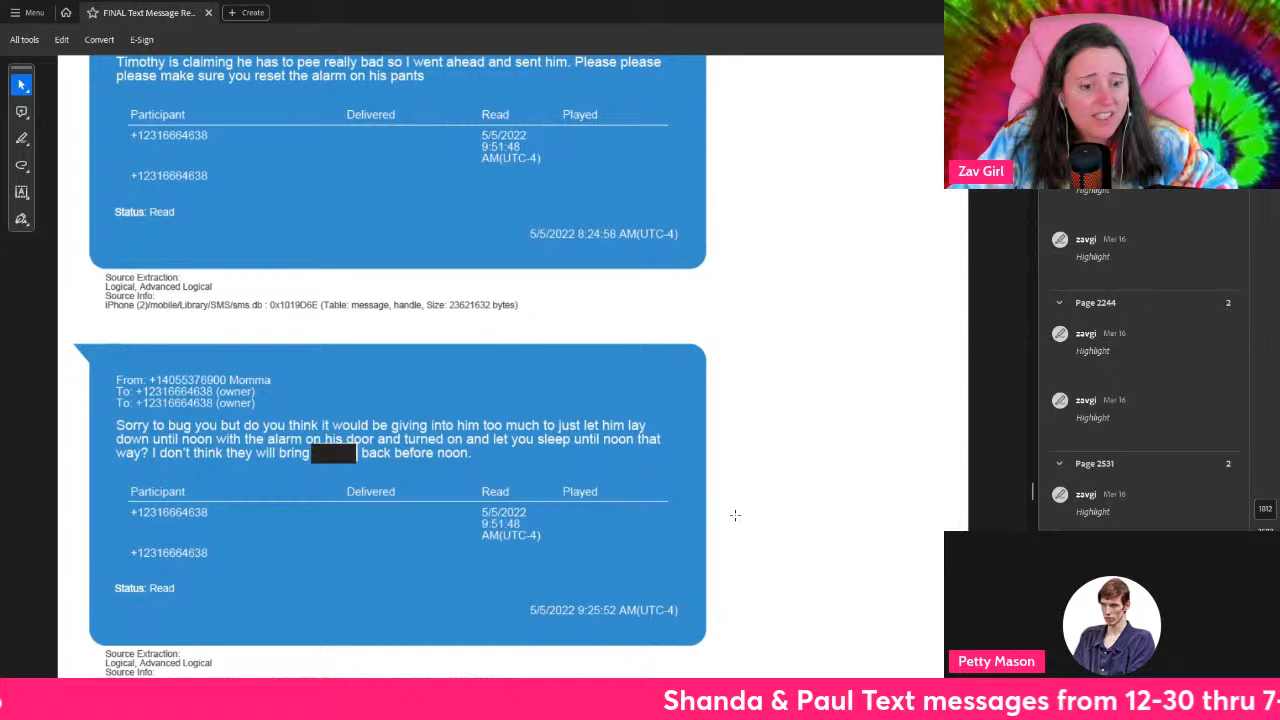 Menu
FINAL Text Message Re...
Create
All tools
Edit
Convert
E-Sign
Timothy is claiming he has to pee really bad so I went ahead and sent him. Please please
please make sure you reset the alarm on his pants
Participant Delivered Read Played
+12316664638 5/5/2022
9:51:48
AM(UTC-4)
+12316664638
Status: Read
5/5/2022 8:24:58 AM(UTC-4)
Source Extraction:
Logical, Advanced Logical
Source Info:
iPhone (2)/mobile/Library/SMS/sms.db : 0x1019D6E (Table: message, handle, Size: 23621632 bytes)
From: +14055376900 Momma
To: +12316664638 (owner)
To: +12316664638 (owner)
Sorry to bug you but do you think it would be giving into him too much to just let him lay
down until noon with the alarm on his door and turned on and let you sleep until noon that
way? I don't think they will bring back before noon.
Participant Delivered Read Played
+12316664638 5/5/2022
9:51:48
AM(UTC-4)
+12316664638
Status: Read
5/5/2022 9:25:52 AM(UTC-4)
Source Extraction:
Logical, Advanced Logical
Source Info:
Zav Girl
Highlight
zavgi Mar 16
Highlight
Page 2244 2
zavgi Mar 16
Highlight
zavgi Mar 16
Highlight
Page 2531 2
zavgi Mar 16
Highlight
1812
Petty Mason
Shanda & Paul Text messages from 12-30 thru 7-